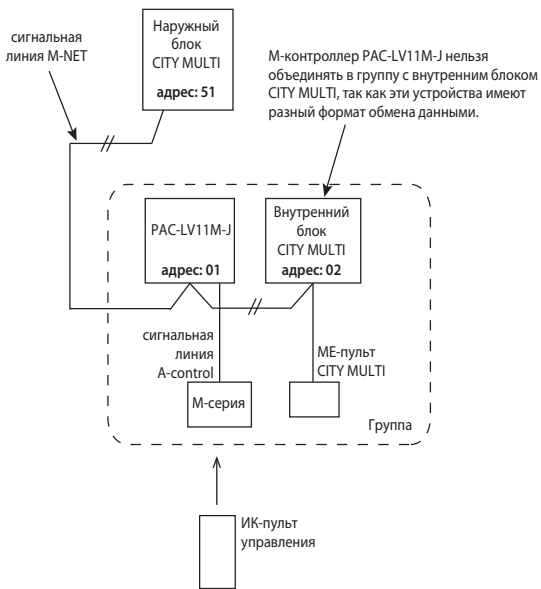 сигнальная
линия M-NET
Наружный
блок
CITY MULTI
адрес: 51
М-контроллер PAC-LV11M-J нельзя
объединять в группу с внутренним блоком
CITY MULTI, так как эти устройства имеют
разный формат обмена данными.
PAC-LV11M-J
адрес: 01
Внутренний
блок
CITY MULTI
адрес: 02
сигнальная
линия
A-control
М-серия
МЕ-пульт
CITY MULTI
Группа
ИК-пульт
управления